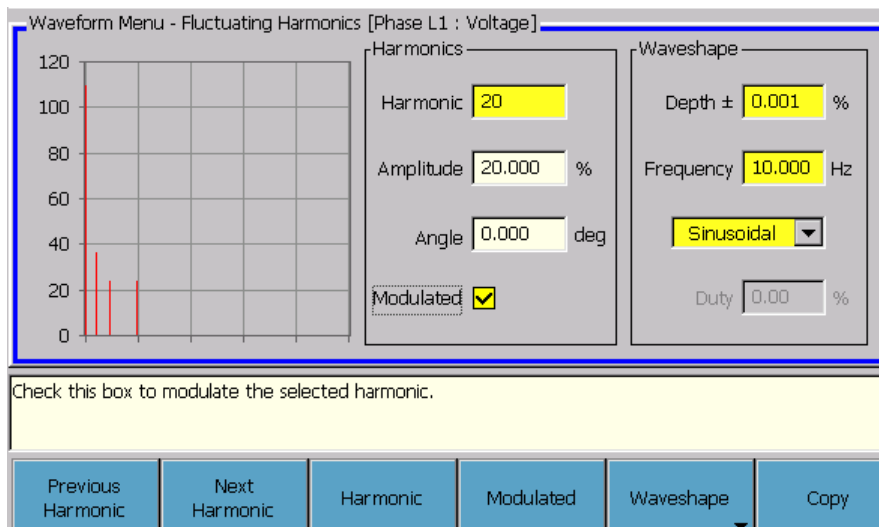 Waveform Menu - Fluctuating Harmonics [Phase L1 : Voltage]
120
100
80
60
40
20
0
Harmonics
Harmonic 20
Amplitude 20.000 %
Angle 0.000 deg
Modulated
Waveshape
Depth ± 0.001 %
Frequency 10.000 Hz
Sinusoidal
Duty 0.00 %
Check this box to modulate the selected harmonic.
Previous
Harmonic
Next
Harmonic
Harmonic
Modulated
Waveshape
Copy